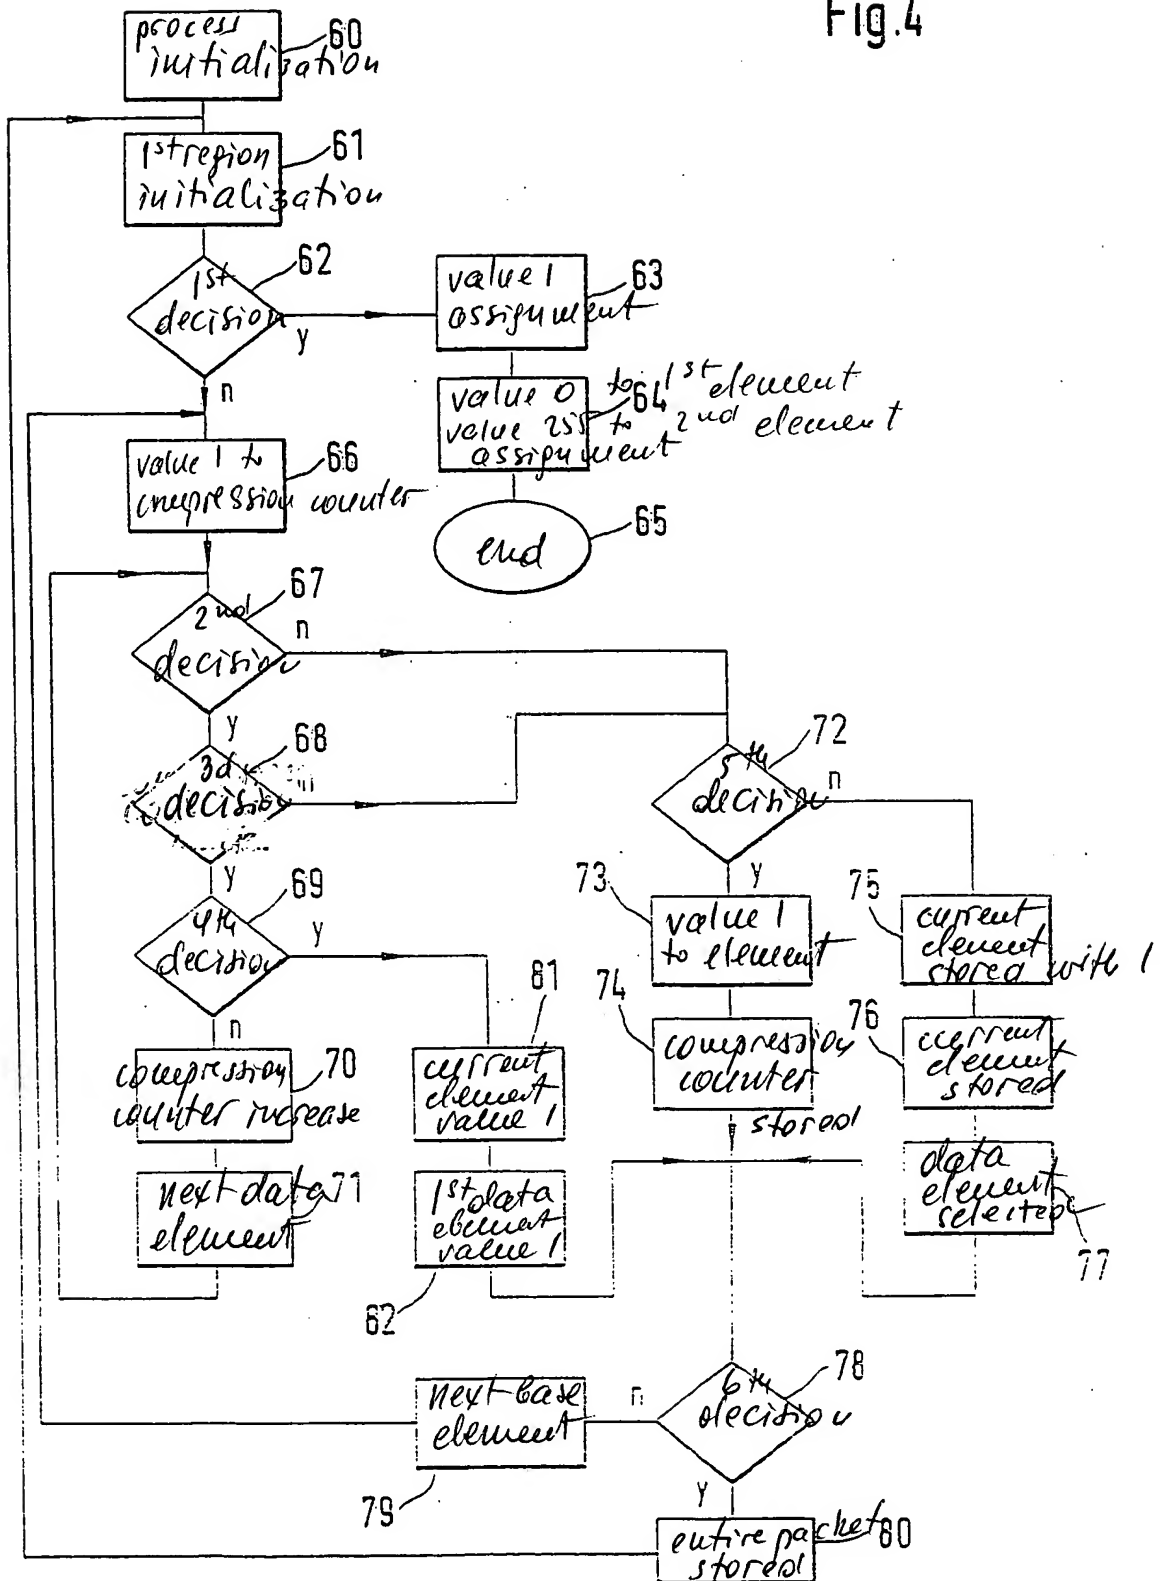 Fig.4
process
initialization
60
1st region
initialization
61
1st
decision
62
y
n
value 1
assignment
63
value 0 to 1st element
value 255 to 2nd element
assignment
64
end
65
value 1 to
compression counter
66
2nd
decision
67
n
y
3d
decision
68
n
y
4th
decision
69
y
n
compression
counter increase
70
next data
element
71
current
element
value 1
81
1st data
element
value 1
82
5th
decision
72
n
y
73
value 1
to element
74
compression
counter
stored
75
current
element
stored with 1
76
current
element
stored
data
element
selected
77
6th
decision
78
n
y
next base
element
79
entire packet
stored
80